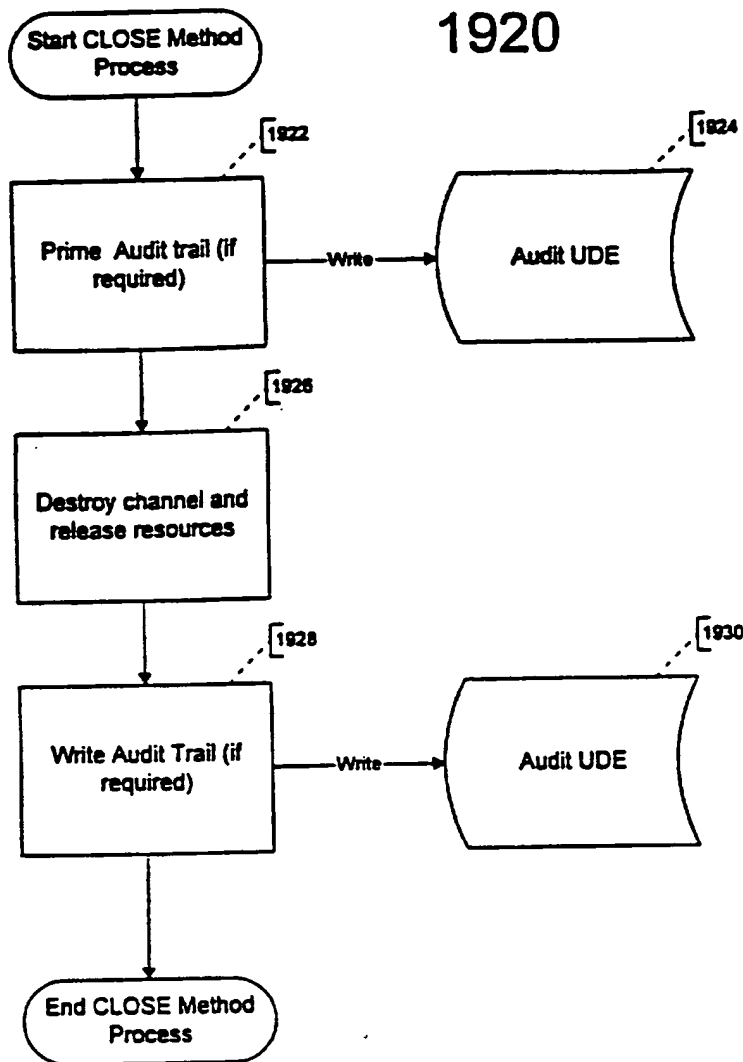 1920
Start CLOSE Method
Process
1922
1924
Prime Audit trail (if
required)
Write
Audit UDE
1926
Destroy channel and
release resources
1928
1930
Write Audit Trail (if
required)
Write
Audit UDE
End CLOSE Method
Process